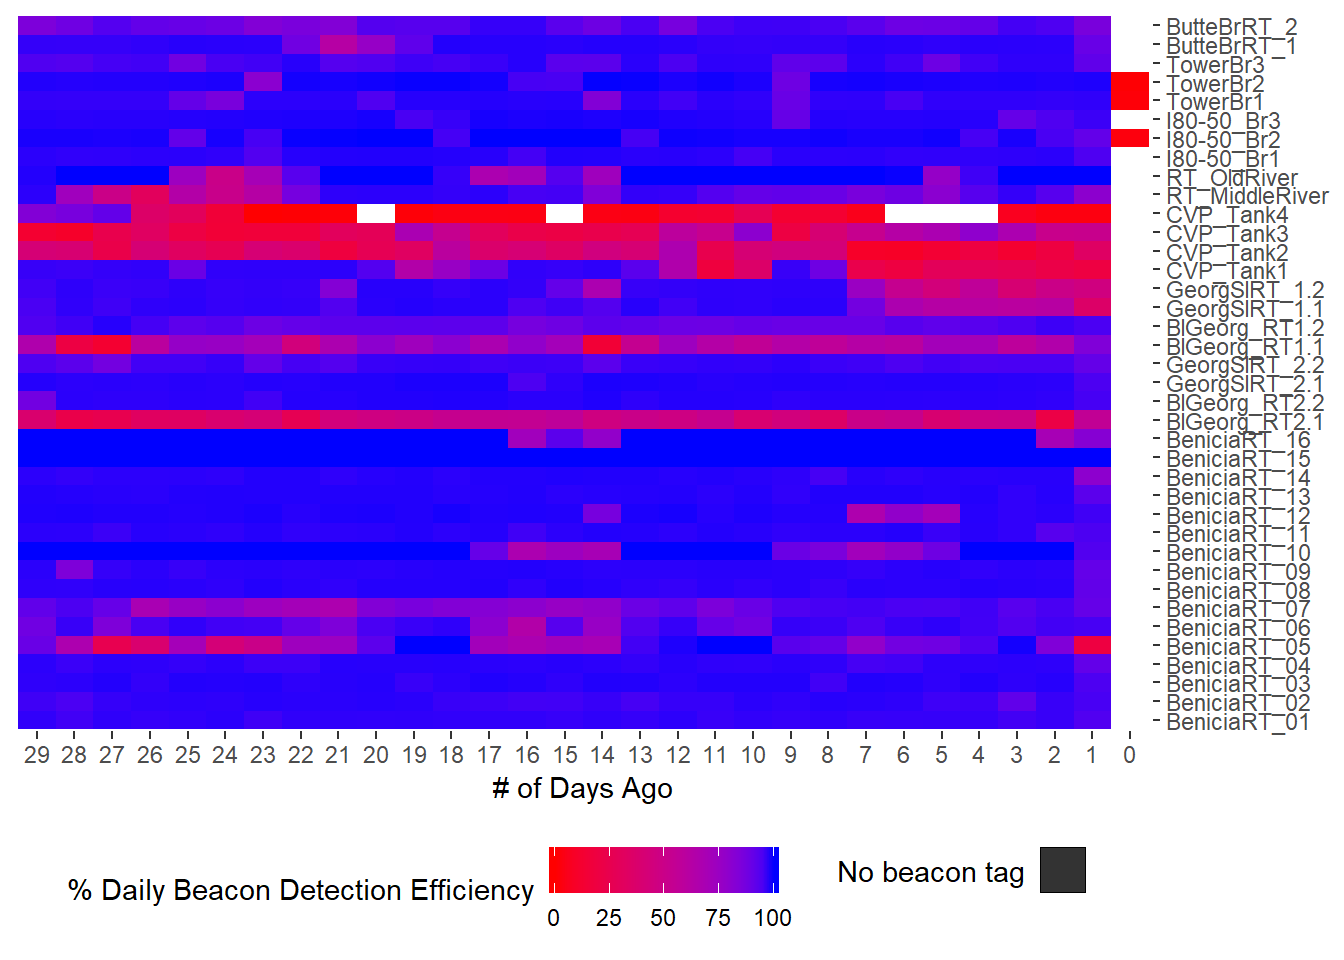 ButteBrRT_2
ButteBrRT_1
TowerBr3
TowerBr2
TowerBr1
I80-50_Br3
I80-50_Br2
I80-50_Br1
RT_OldRiver
RT_MiddleRiver
CVP_Tank4
CVP_Tank3
CVP_Tank2
CVP_Tank1
GeorgSlRT_1.2
GeorgSlRT_1.1
BlGeorg_RT1.2
BlGeorg_RT1.1
GeorgSlRT_2.2
GeorgSlRT_2.1
BlGeorg_RT2.2
BlGeorg_RT2.1
BeniciaRT_16
BeniciaRT_15
BeniciaRT_14
BeniciaRT_13
BeniciaRT_12
BeniciaRT_11
BeniciaRT_10
BeniciaRT_09
BeniciaRT_08
BeniciaRT_07
BeniciaRT_06
BeniciaRT_05
BeniciaRT_04
BeniciaRT_03
BeniciaRT_02
BeniciaRT_01
29 28 27 26 25 24 23 22 21 20 19 18 17 16 15 14 13 12 11 10 9 8 7 6 5 4 3 2 1 0
# of Days Ago
% Daily Beacon Detection Efficiency
0 25 50 75 100
No beacon tag